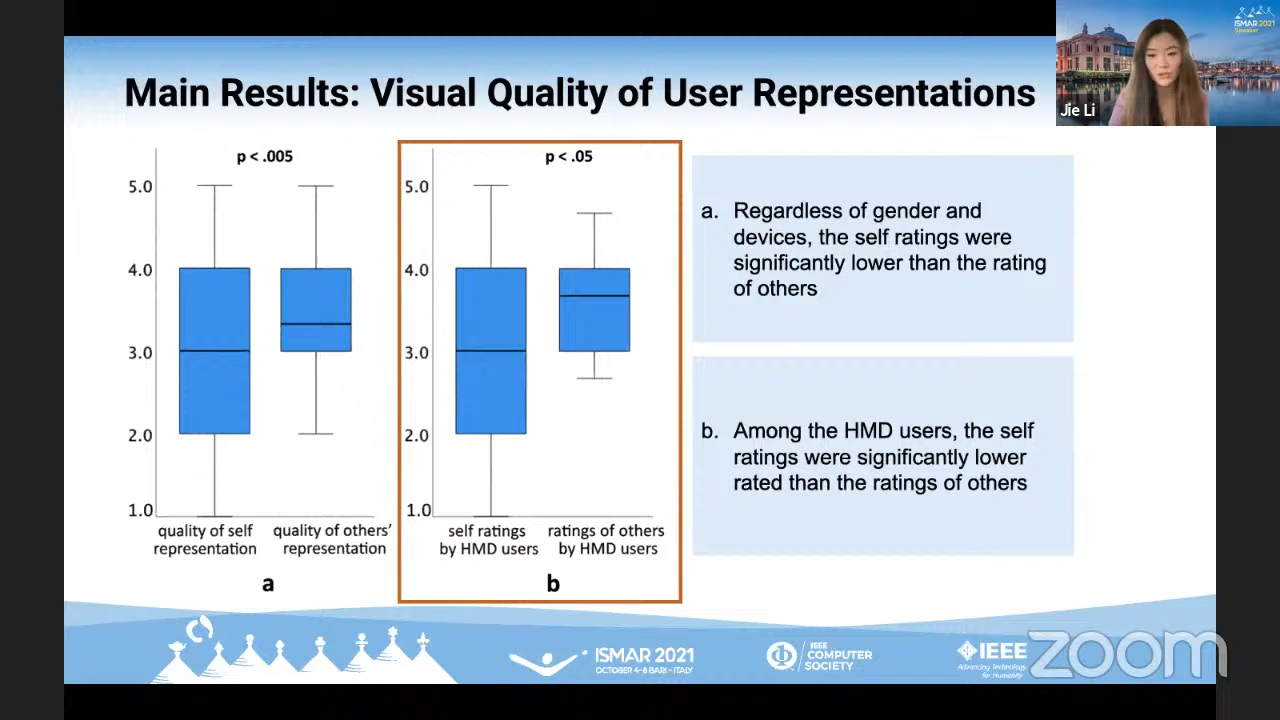 ISMAR 2021
Speaker
Jie Li
Main Results: Visual Quality of User Representations
p < .005
5.0
4.0
3.0
2.0
1.0
quality of self
representation
quality of others'
representation
a
p < .05
5.0
4.0
3.0
2.0
1.0
self ratings
by HMD users
ratings of others
by HMD users
b
a. Regardless of gender and
devices, the self ratings were
significantly lower than the rating
of others
b. Among the HMD users, the self
ratings were significantly lower
rated than the ratings of others
ISMAR 2021
OCTOBER 4-8 BARI - ITALY
IEEE
COMPUTER
SOCIETY
IEEE
Advancing Technology
for Humanity
zoom